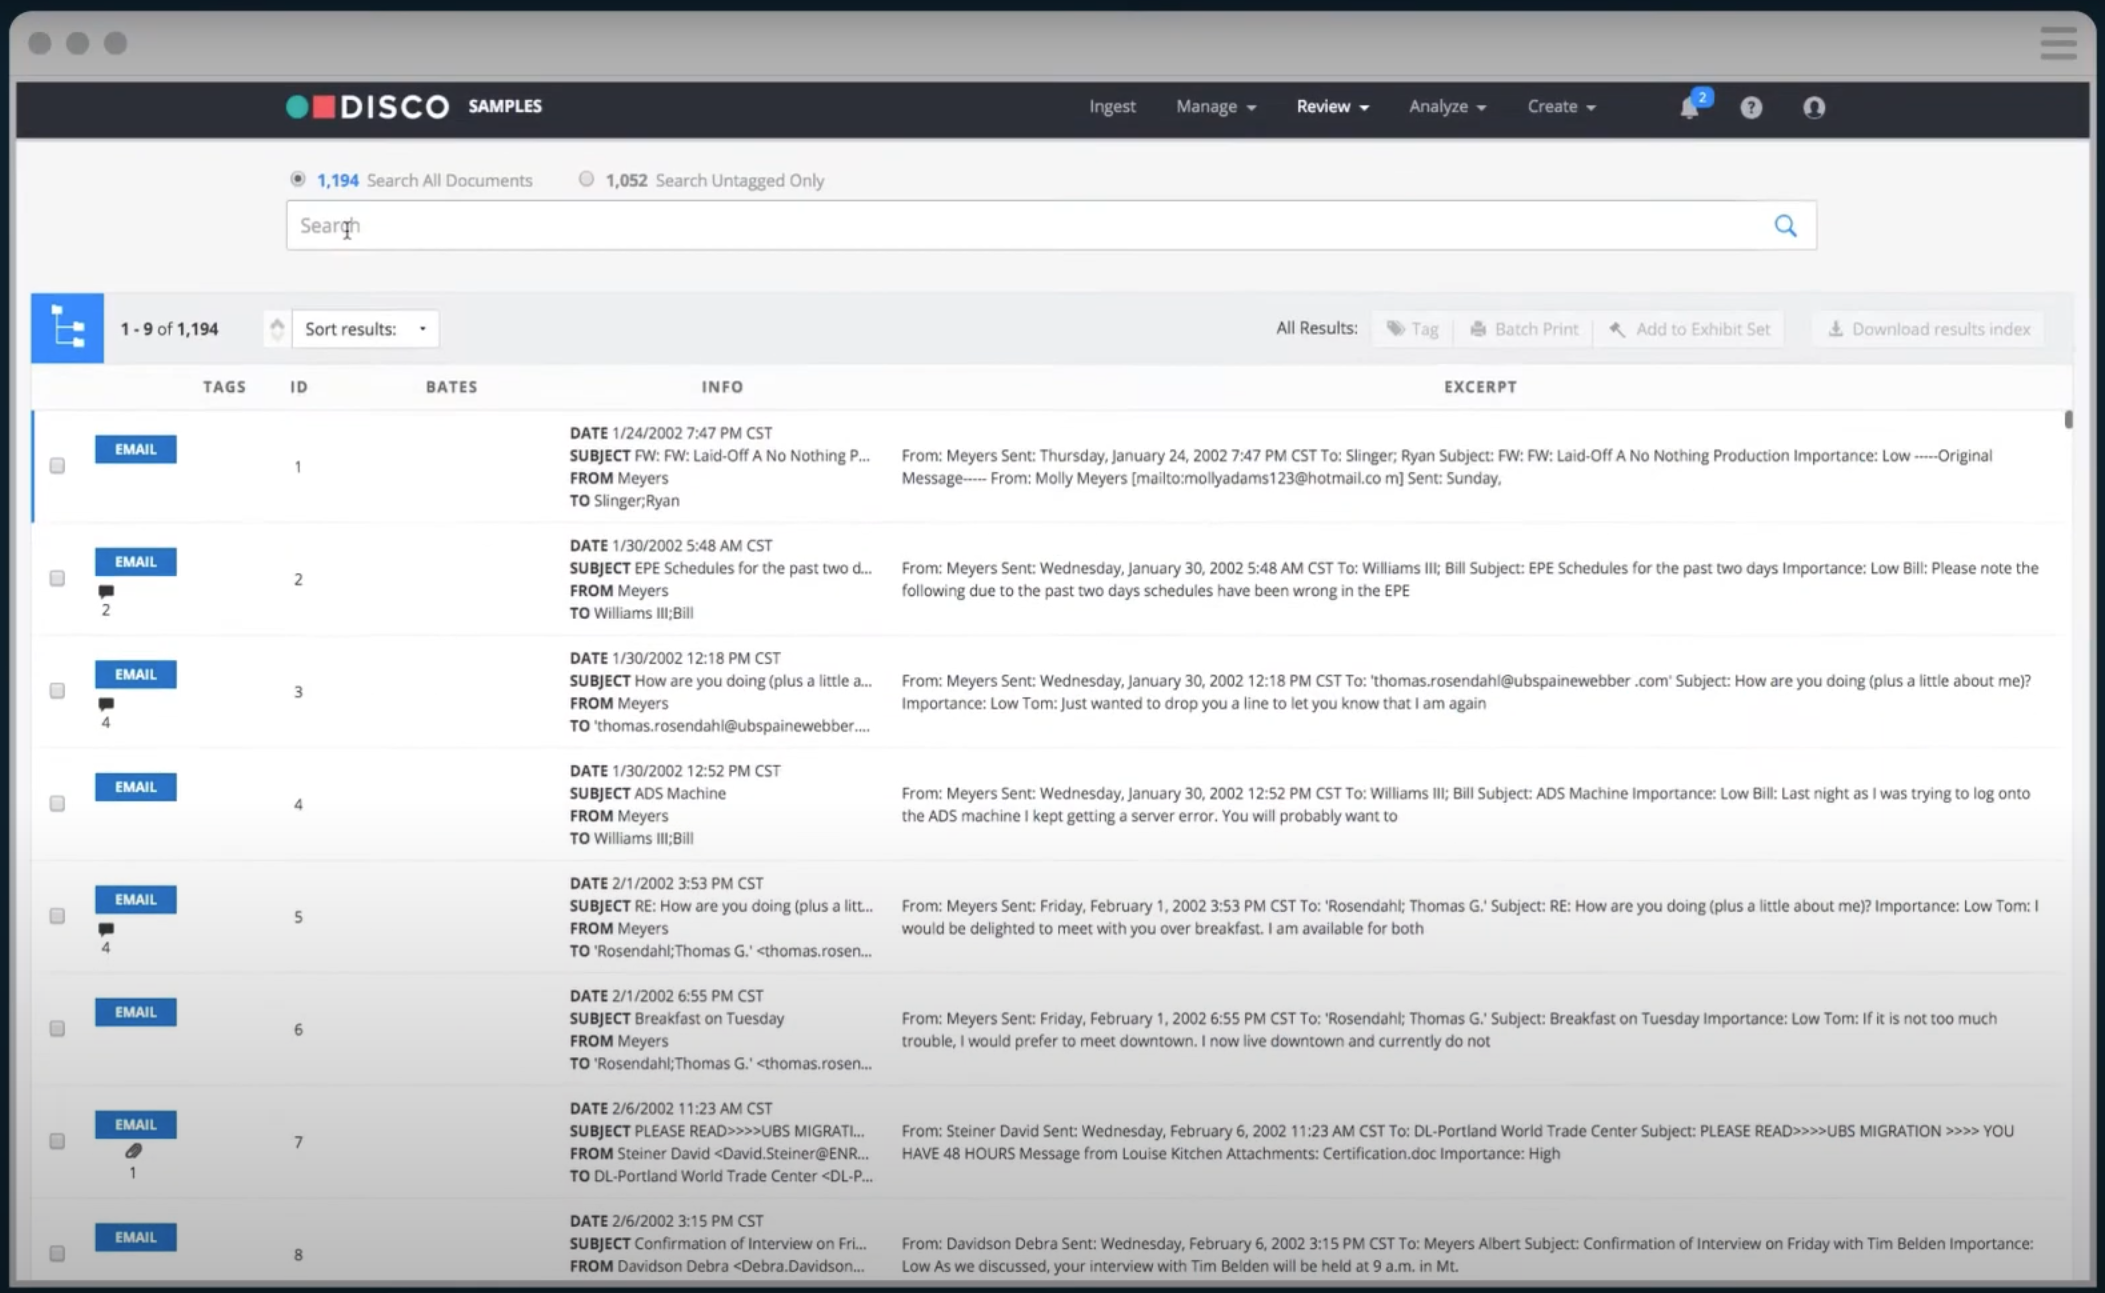 DISCO SAMPLES
Ingest Manage Review Analyze Create 2 ?
1,194 Search All Documents 1,052 Search Untagged Only
Search
1 - 9 of 1,194 Sort results: All Results: Tag Batch Print Add to Exhibit Set Download results index
TAGS ID BATES INFO EXCERPT
EMAIL
1
DATE 1/24/2002 7:47 PM CST
SUBJECT FW: FW: Laid-Off A No Nothing P...
FROM Meyers
TO Slinger;Ryan
From: Meyers Sent: Thursday, January 24, 2002 7:47 PM CST To: Slinger; Ryan Subject: FW: FW: Laid-Off A No Nothing Production Importance: Low -----Original
Message----- From: Molly Meyers [mailto:mollyadams123@hotmail.co m] Sent: Sunday,
EMAIL
2
2
DATE 1/30/2002 5:48 AM CST
SUBJECT EPE Schedules for the past two d...
FROM Meyers
TO Williams III;Bill
From: Meyers Sent: Wednesday, January 30, 2002 5:48 AM CST To: Williams III; Bill Subject: EPE Schedules for the past two days Importance: Low Bill: Please note the
following due to the past two days schedules have been wrong in the EPE
EMAIL
4
3
DATE 1/30/2002 12:18 PM CST
SUBJECT How are you doing (plus a little a...
FROM Meyers
TO 'thomas.rosendahl@ubspainewebber....
From: Meyers Sent: Wednesday, January 30, 2002 12:18 PM CST To: 'thomas.rosendahl@ubspainewebber .com' Subject: How are you doing (plus a little about me)?
Importance: Low Tom: Just wanted to drop you a line to let you know that I am again
EMAIL
4
DATE 1/30/2002 12:52 PM CST
SUBJECT ADS Machine
FROM Meyers
TO Williams III;Bill
From: Meyers Sent: Wednesday, January 30, 2002 12:52 PM CST To: Williams III; Bill Subject: ADS Machine Importance: Low Bill: Last night as I was trying to log onto
the ADS machine I kept getting a server error. You will probably want to
EMAIL
4
5
DATE 2/1/2002 3:53 PM CST
SUBJECT RE: How are you doing (plus a litt...
FROM Meyers
TO 'Rosendahl;Thomas G.' <thomas.rosen...
From: Meyers Sent: Friday, February 1, 2002 3:53 PM CST To: 'Rosendahl; Thomas G.' Subject: RE: How are you doing (plus a little about me)? Importance: Low Tom: I
would be delighted to meet with you over breakfast. I am available for both
EMAIL
6
DATE 2/1/2002 6:55 PM CST
SUBJECT Breakfast on Tuesday
FROM Meyers
TO 'Rosendahl;Thomas G.' <thomas.rosen...
From: Meyers Sent: Friday, February 1, 2002 6:55 PM CST To: 'Rosendahl; Thomas G.' Subject: Breakfast on Tuesday Importance: Low Tom: If it is not too much
trouble, I would prefer to meet downtown. I now live downtown and currently do not
EMAIL
1
7
DATE 2/6/2002 11:23 AM CST
SUBJECT PLEASE READ>>>>UBS MIGRATI...
FROM Steiner David <David.Steiner@ENR...
TO DL-Portland World Trade Center <DL-P...
From: Steiner David Sent: Wednesday, February 6, 2002 11:23 AM CST To: DL-Portland World Trade Center Subject: PLEASE READ>>>>UBS MIGRATION >>>> YOU
HAVE 48 HOURS Message from Louise Kitchen Attachments: Certification.doc Importance: High
EMAIL
8
DATE 2/6/2002 3:15 PM CST
SUBJECT Confirmation of Interview on Fri...
FROM Davidson Debra <Debra.Davidson...
From: Davidson Debra Sent: Wednesday, February 6, 2002 3:15 PM CST To: Meyers Albert Subject: Confirmation of Interview on Friday with Tim Belden Importance:
Low As we discussed, your interview with Tim Belden will be held at 9 a.m. in Mt.